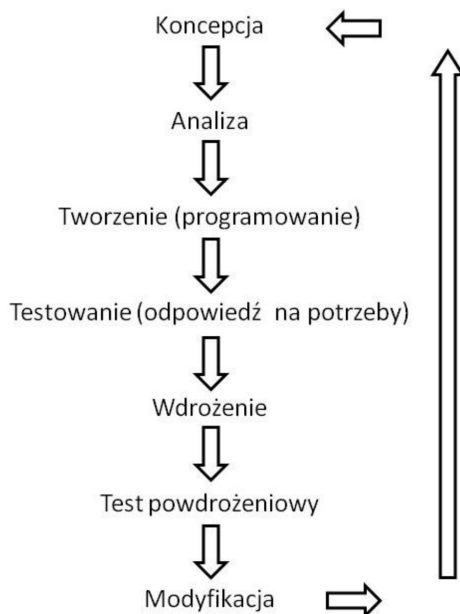 Koncepcja
Analiza
Tworzenie (programowanie)
Testowanie (odpowiedź na potrzeby)
Wdrożenie
Test powdrożeniowy
Modyfikacja